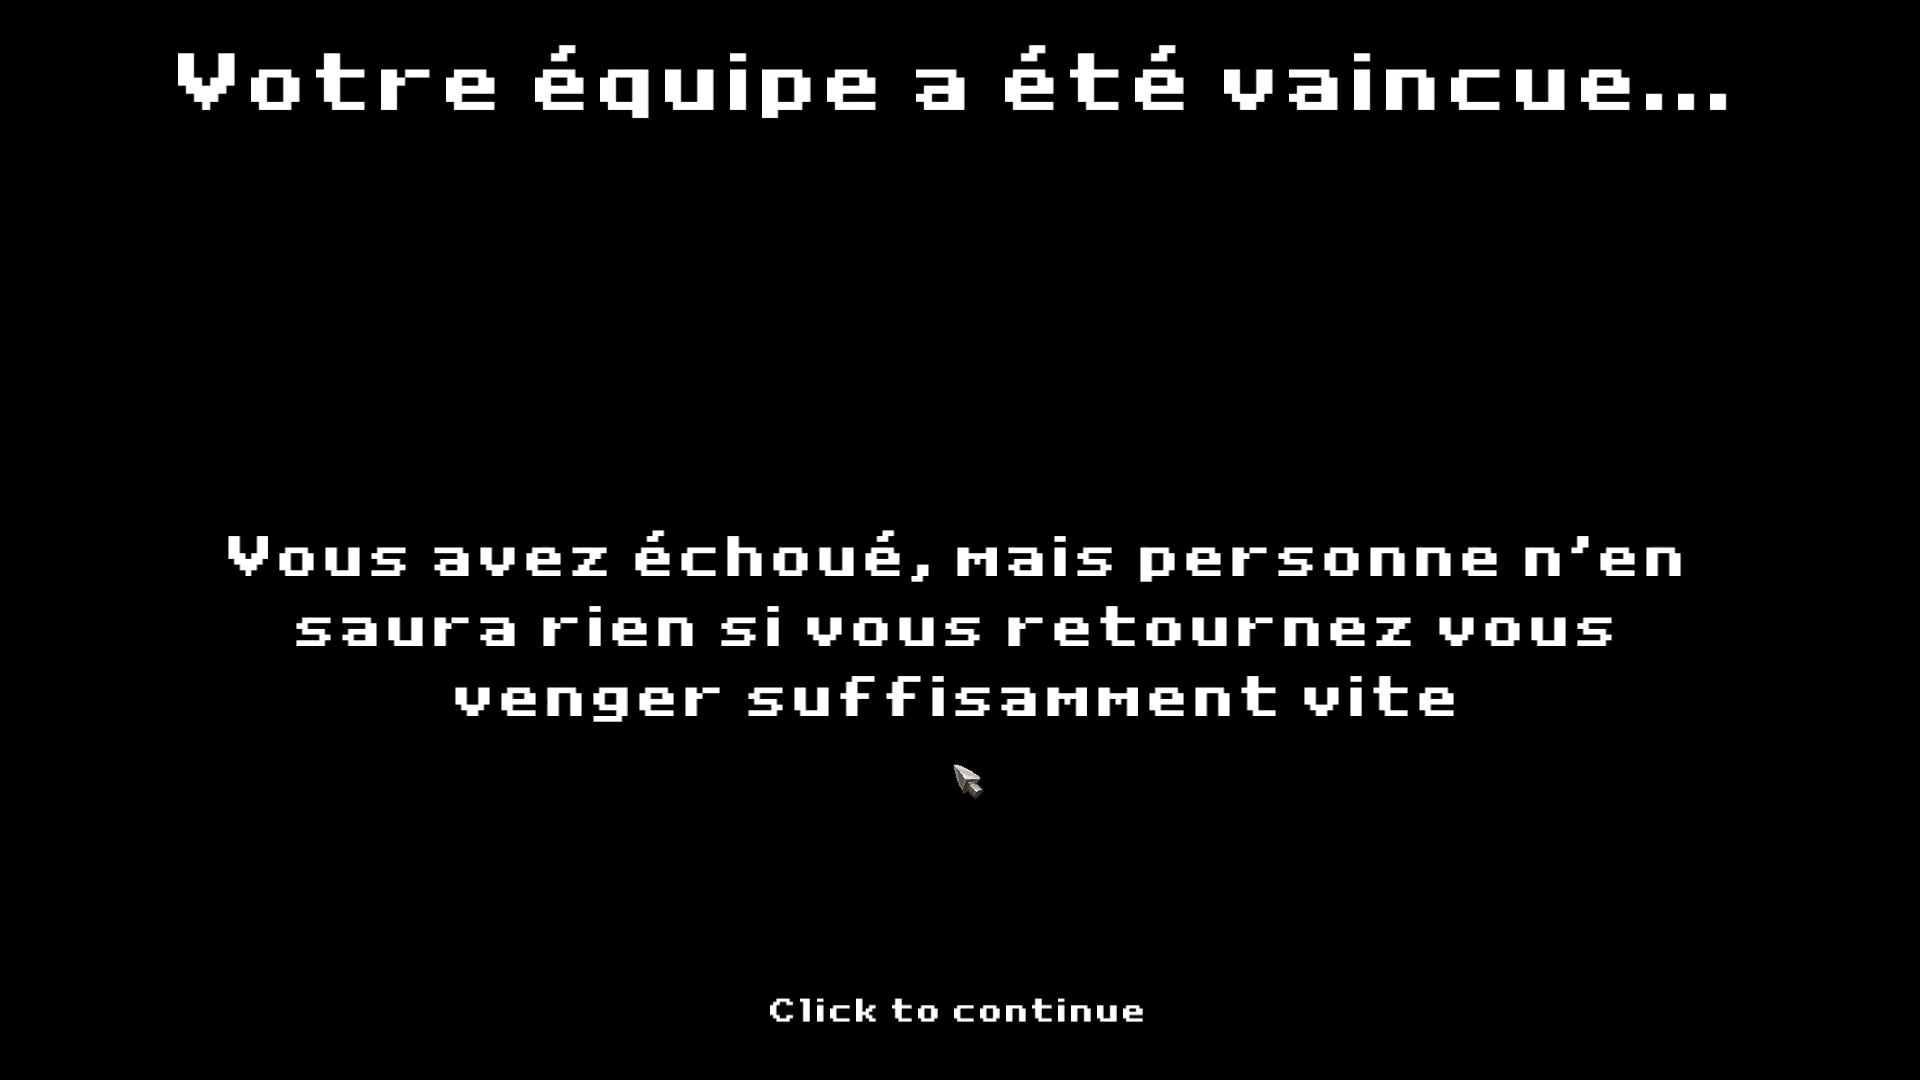 Votre équipe a été vaincue...
Vous avez échoué, mais personne n'en
saura rien si vous retournez vous
venger suffisamment vite
Click to continue